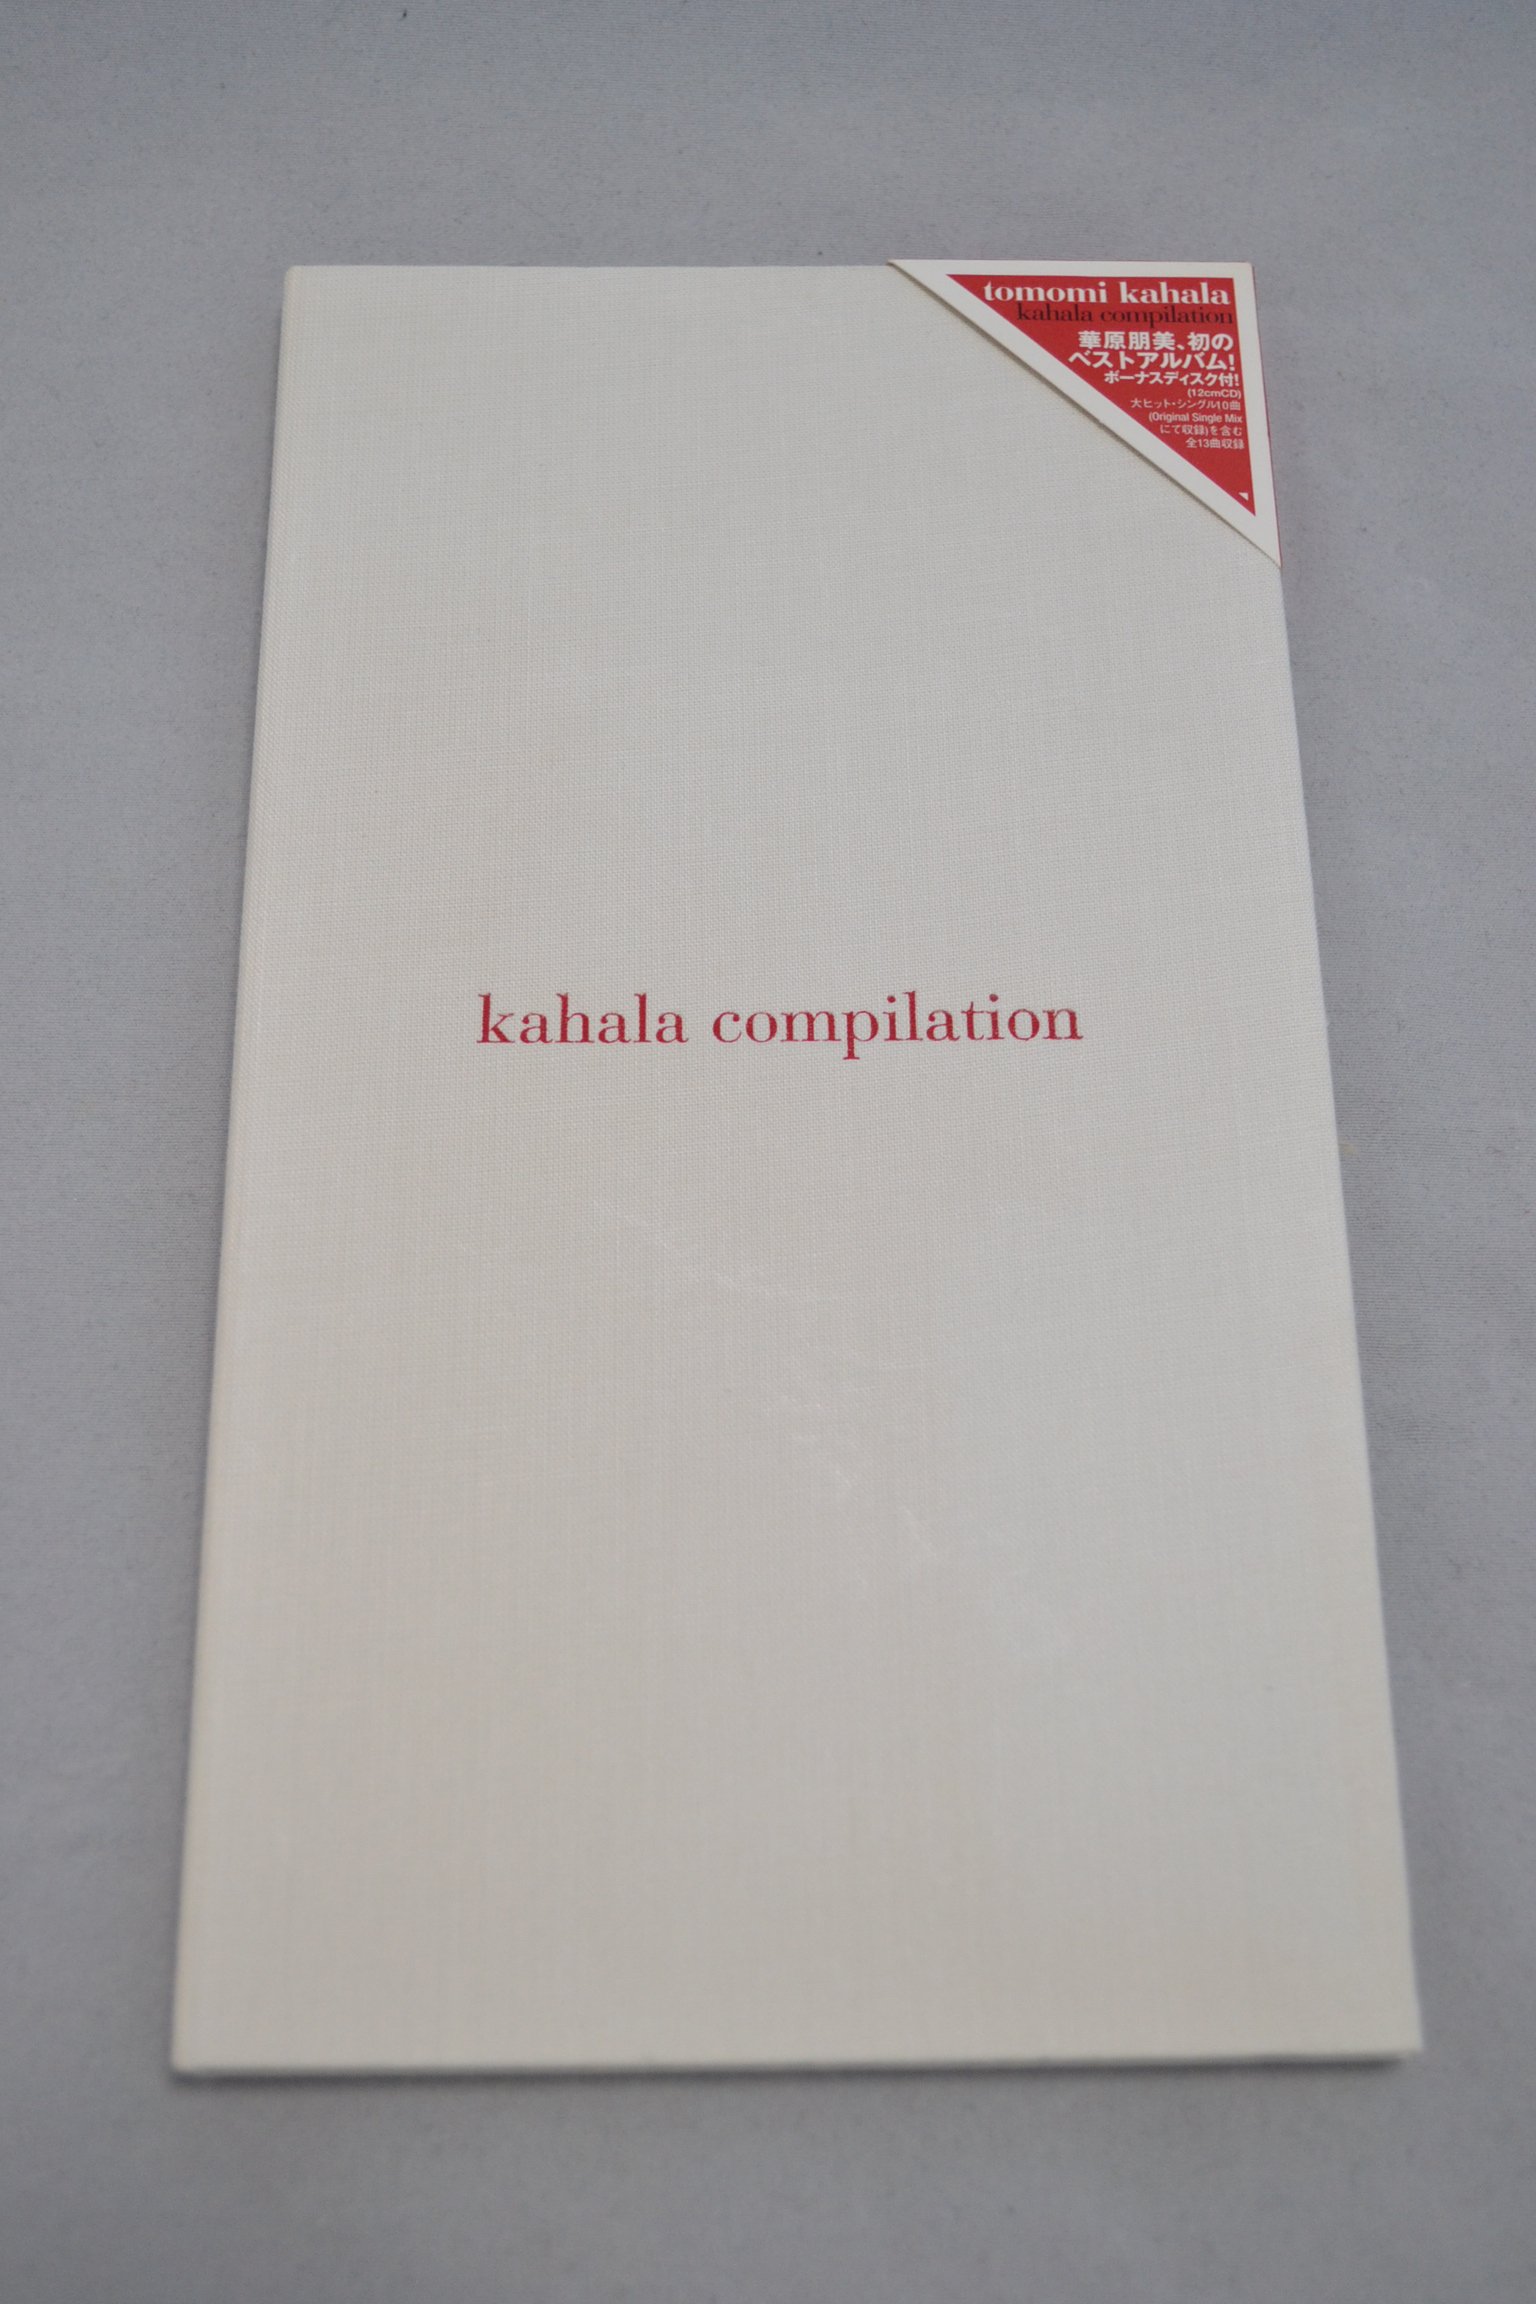 tomomi kahala
kahala compilation
華原朋美、初の
ベストアルバム!
ボーナスディスク付!
(12cmCD)
大ヒット・シングル10曲
(Original Single Mix
にて収録)を含む
全13曲収録
kahala compilation